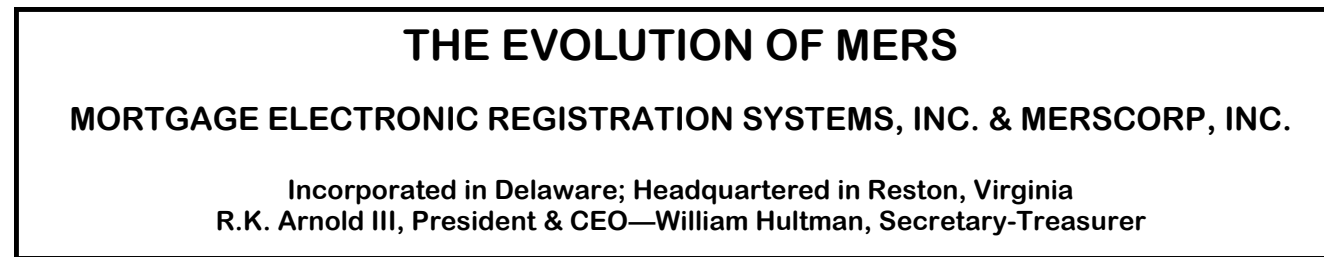 THE EVOLUTION OF MERS
MORTGAGE ELECTRONIC REGISTRATION SYSTEMS, INC. & MERSCORP, INC.
Incorporated in Delaware; Headquartered in Reston, Virginia
R.K. Arnold III, President & CEO—William Hultman, Secretary-Treasurer